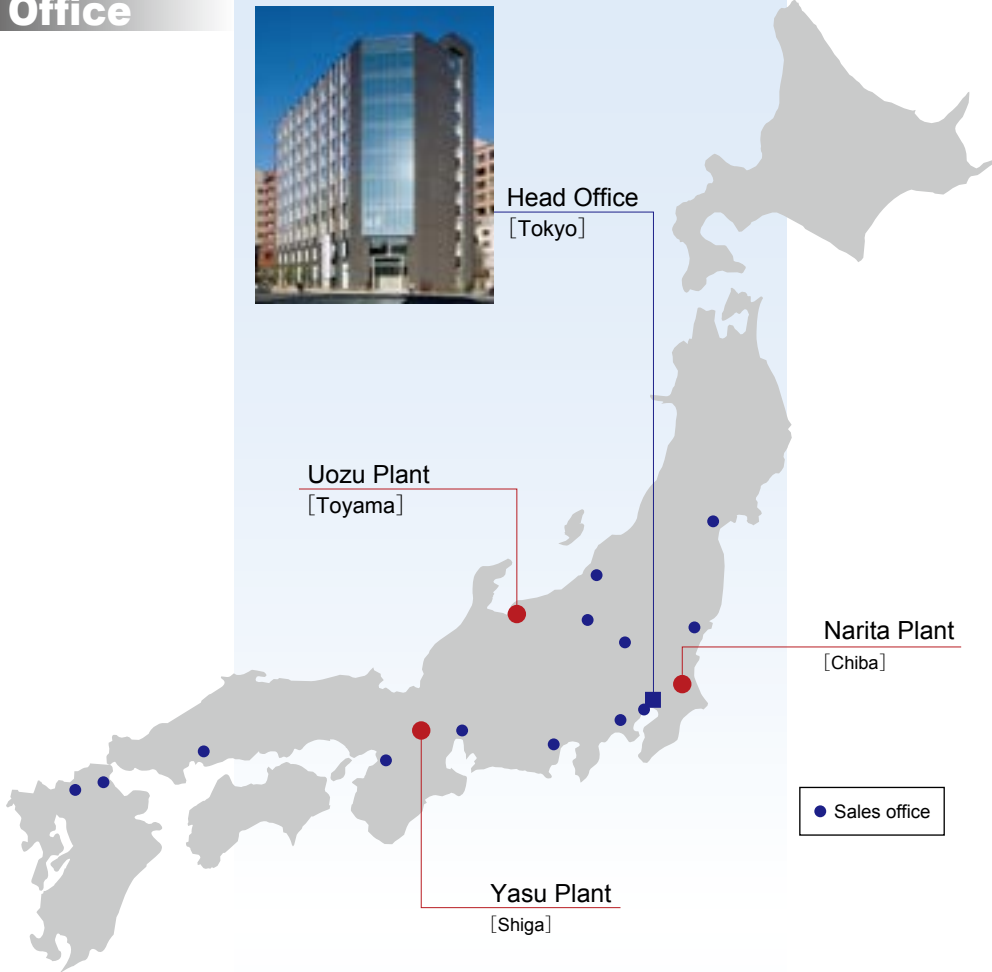 Office
Head Office
［Tokyo］
Uozu Plant
［Toyama］
Narita Plant
［Chiba］
Sales office
Yasu Plant
［Shiga］